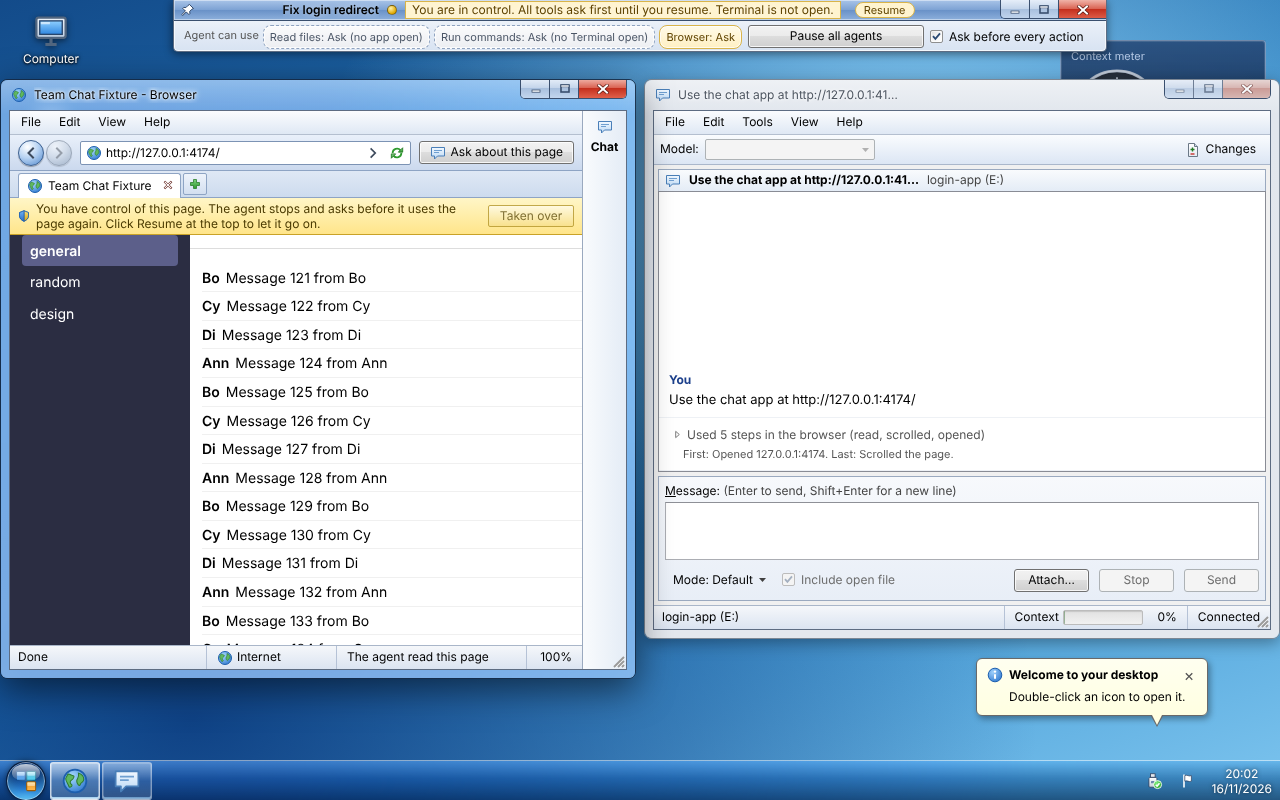 Computer
Fix login redirect
You are in control. All tools ask first until you resume. Terminal is not open.
Resume
Agent can use
Read files: Ask (no app open)
Run commands: Ask (no Terminal open)
Browser: Ask
Pause all agents
Ask before every action
Context meter
Team Chat Fixture - Browser
File Edit View Help
http://127.0.0.1:4174/
Ask about this page
Team Chat Fixture
You have control of this page. The agent stops and asks before it uses the
page again. Click Resume at the top to let it go on.
Taken over
general
random
design
Bo Message 121 from Bo
Cy Message 122 from Cy
Di Message 123 from Di
Ann Message 124 from Ann
Bo Message 125 from Bo
Cy Message 126 from Cy
Di Message 127 from Di
Ann Message 128 from Ann
Bo Message 129 from Bo
Cy Message 130 from Cy
Di Message 131 from Di
Ann Message 132 from Ann
Bo Message 133 from Bo
Done
Internet
The agent read this page
100%
Chat
Use the chat app at http://127.0.0.1:41...
File Edit Tools View Help
Model:
Changes
Use the chat app at http://127.0.0.1:41... login-app (E:)
You
Use the chat app at http://127.0.0.1:4174/
Used 5 steps in the browser (read, scrolled, opened)
First: Opened 127.0.0.1:4174. Last: Scrolled the page.
Message: (Enter to send, Shift+Enter for a new line)
Mode: Default
Include open file
Attach...
Stop
Send
login-app (E:)
Context
0%
Connected
Welcome to your desktop
Double-click an icon to open it.
20:02
16/11/2026